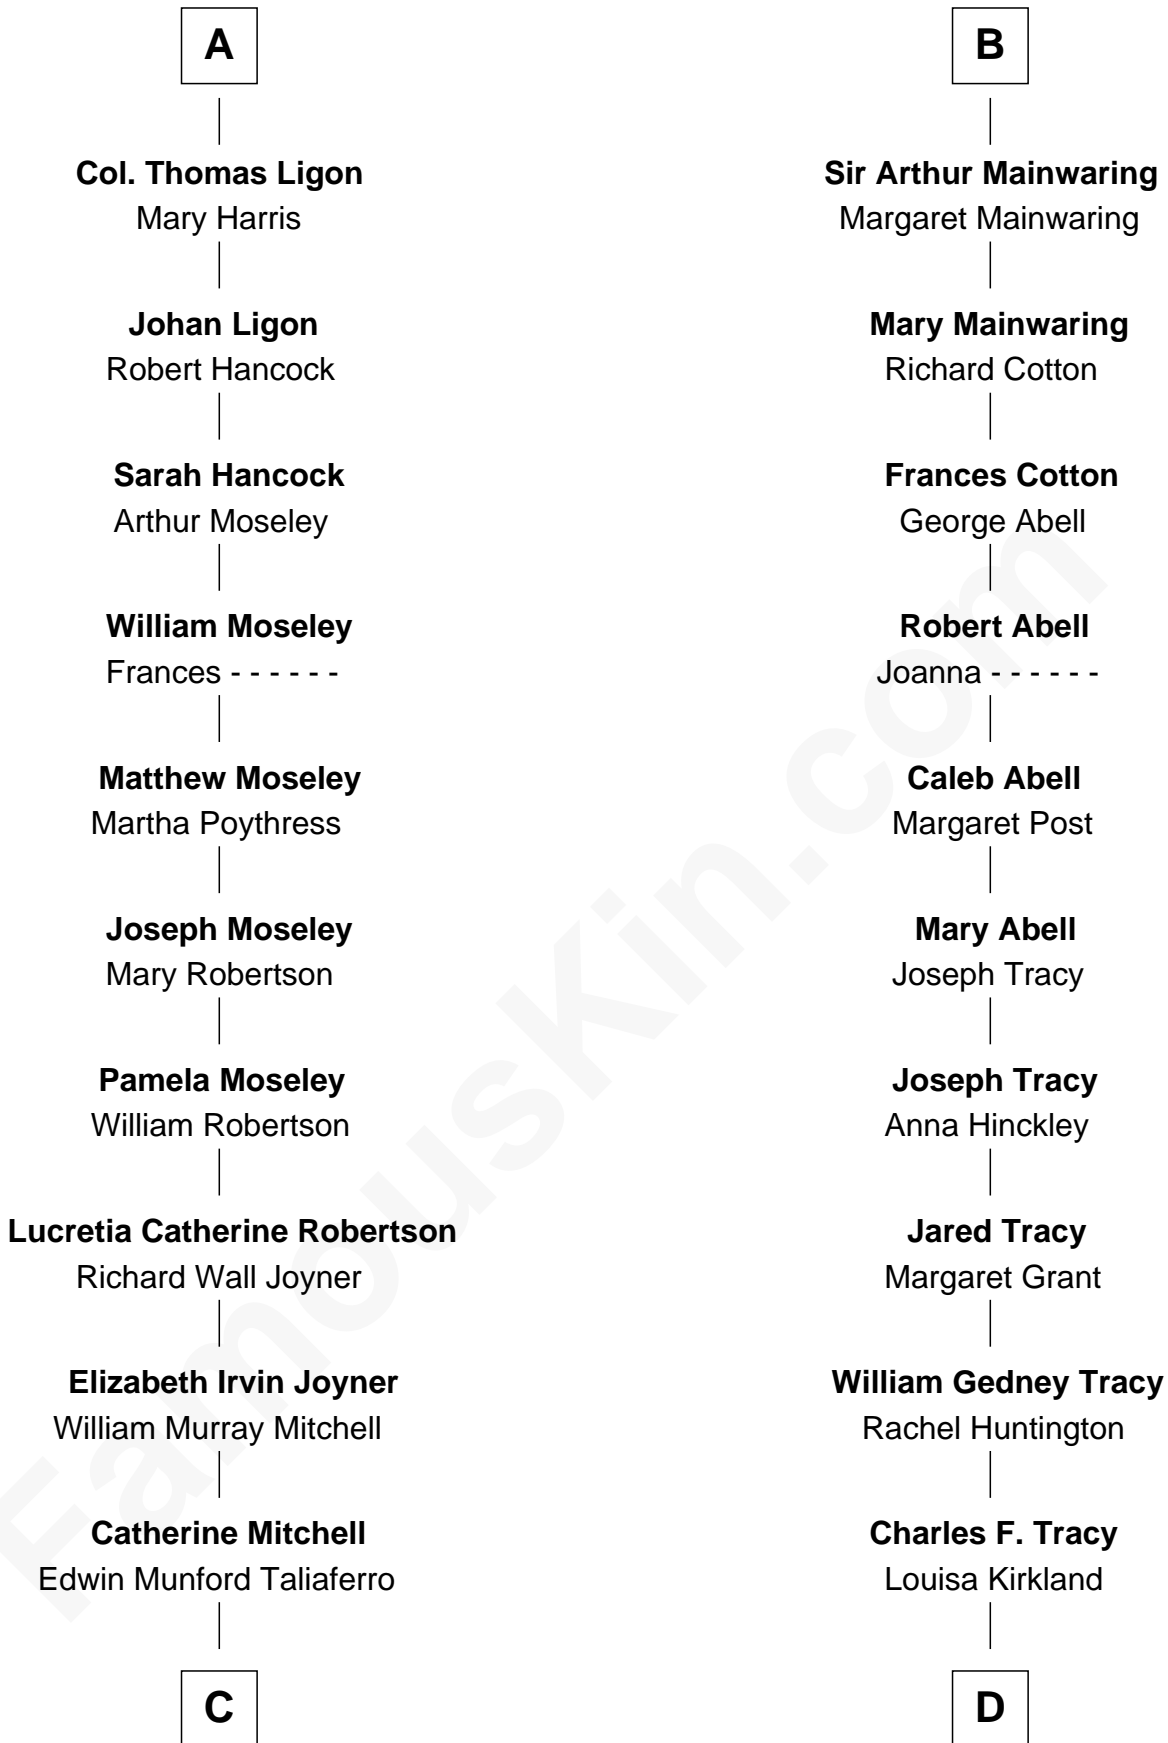 A
Col. Thomas Ligon
Mary Harris
Johan Ligon
Robert Hancock
Sarah Hancock
Arthur Moseley
William Moseley
Frances - - - - - -
Matthew Moseley
Martha Poythress
Joseph Moseley
Mary Robertson
Pamela Moseley
William Robertson
Lucretia Catherine Robertson
Richard Wall Joyner
Elizabeth Irvin Joyner
William Murray Mitchell
Catherine Mitchell
Edwin Munford Taliaferro
C
B
Sir Arthur Mainwaring
Margaret Mainwaring
Mary Mainwaring
Richard Cotton
Frances Cotton
George Abell
Robert Abell
Joanna - - - - - -
Caleb Abell
Margaret Post
Mary Abell
Joseph Tracy
Joseph Tracy
Anna Hinckley
Jared Tracy
Margaret Grant
William Gedney Tracy
Rachel Huntington
Charles F. Tracy
Louisa Kirkland
D
FamousKin.com